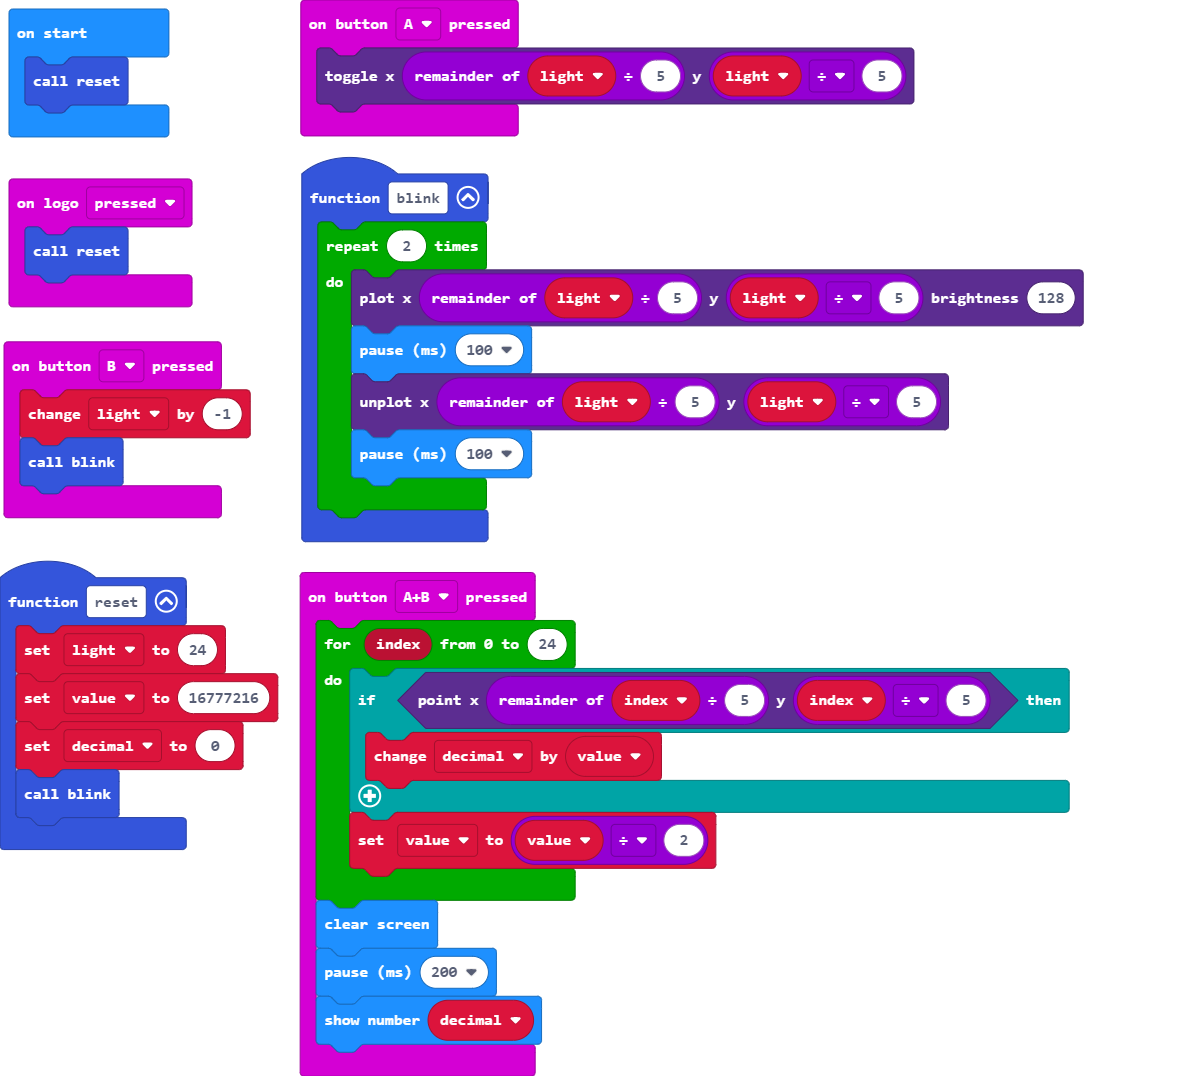 on start
call reset
on button A pressed
toggle x remainder of light ÷ 5 y light ÷ 5
on logo pressed
call reset
function blink
repeat 2 times
do
plot x remainder of light ÷ 5 y light ÷ 5 brightness 128
pause (ms) 100
unplot x remainder of light ÷ 5 y light ÷ 5
pause (ms) 100
on button B pressed
change light by -1
call blink
function reset
set light to 24
set value to 16777216
set decimal to 0
call blink
on button A+B pressed
for index from 0 to 24
do
if point x remainder of index ÷ 5 y index ÷ 5 then
change decimal by value
set value to value ÷ 2
clear screen
pause (ms) 200
show number decimal